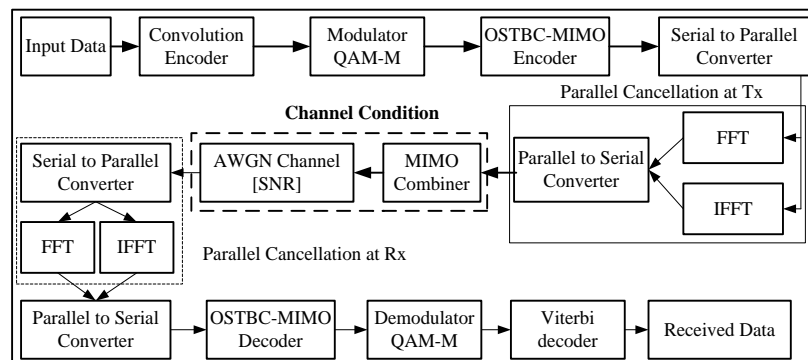 Input Data
Convolution
Encoder
Modulator
QAM-M
OSTBC-MIMO
Encoder
Serial to Parallel
Converter
Parallel Cancellation at Tx
Channel Condition
FFT
IFFT
Parallel to Serial
Converter
MIMO
Combiner
AWGN Channel
[SNR]
Serial to Parallel
Converter
FFT
IFFT
Parallel Cancellation at Rx
Parallel to Serial
Converter
OSTBC-MIMO
Decoder
Demodulator
QAM-M
Viterbi
decoder
Received Data